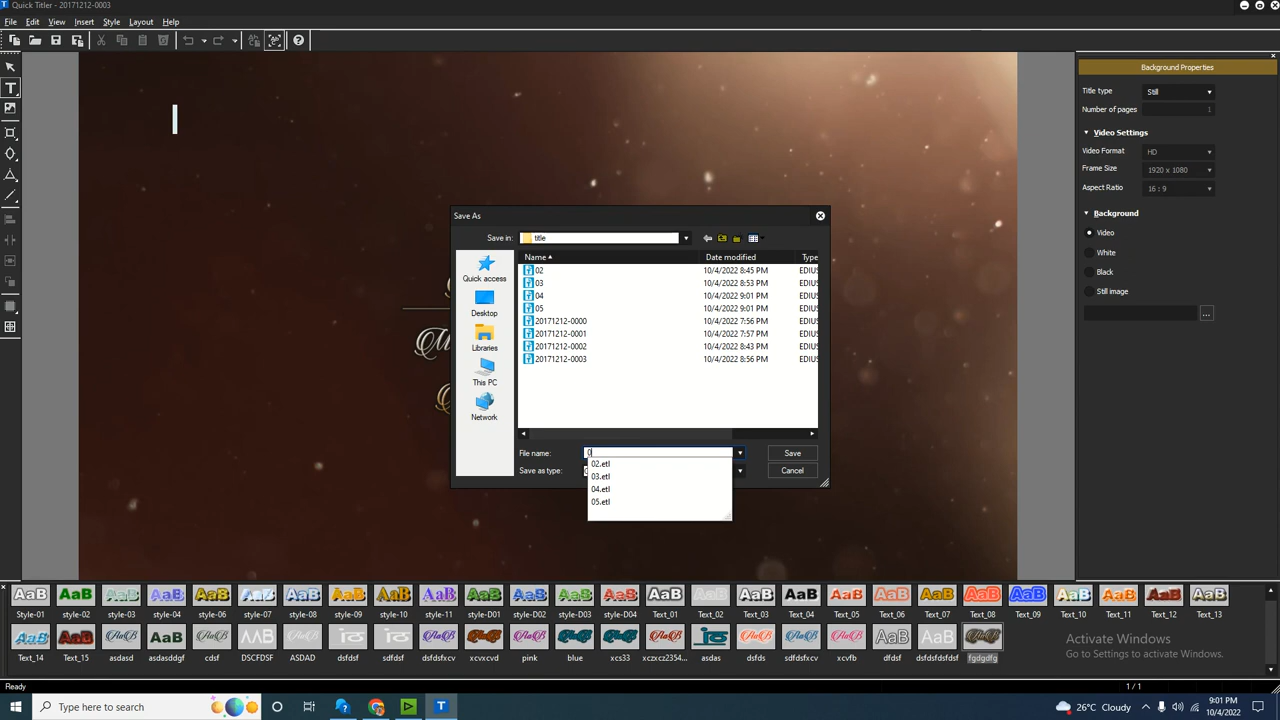 Quick Titler - 20171212-0003
File Edit View Insert Style Layout Help
Background Properties
Title type Still
Number of pages 1
Video Settings
Video Format HD
Frame Size 1920 x 1080
Aspect Ratio 16 : 9
Background
Video
White
Black
Still image
...
Save As
Save in: title
Name Date modified Type
02 10/4/2022 8:45 PM EDIUS
03 10/4/2022 8:53 PM EDIUS
04 10/4/2022 9:01 PM EDIUS
05 10/4/2022 9:01 PM EDIUS
20171212-0000 10/4/2022 7:56 PM EDIUS
20171212-0001 10/4/2022 7:57 PM EDIUS
20171212-0002 10/4/2022 8:43 PM EDIUS
20171212-0003 10/4/2022 8:56 PM EDIUS
Quick access
Desktop
Libraries
This PC
Network
File name: 0 Save
Save as type: Cancel
02.etl
03.etl
04.etl
05.etl
Style-01 style-02 style-03 style-04 style-06 style-07 style-08 style-09 style-10 style-11 style-D01 style-D02 style-D03 style-D04 Text_01 Text_02 Text_03 Text_04 Text_05 Text_06 Text_07 Text_08 Text_09 Text_10 Text_11 Text_12 Text_13
Text_14 Text_15 asdasd asdasddgf cdsf DSCFDSF ASDAD dsfdsf sdfdsf dsfdsfxcv xcvxcvd pink blue xcs33 xczxcz2354... asdas dsfds sdfdsfxcv xcvfb dfdsf dsfdsfdsfdsf fgdgdfg
Activate Windows
Go to Settings to activate Windows.
Ready 1 / 1
Type here to search
26°C Cloudy
9:01 PM
10/4/2022